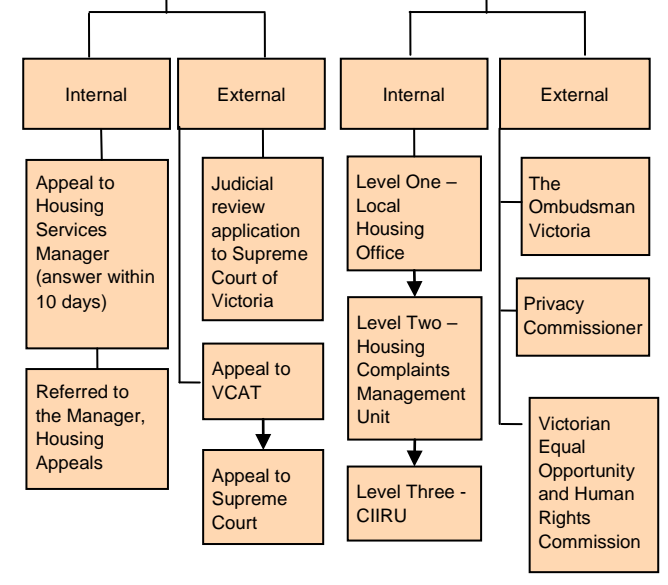 Internal
External
Internal
External
Appeal to
Housing
Services
Manager
(answer within
10 days)
Referred to
the Manager,
Housing
Appeals
Judicial
review
application
to Supreme
Court of
Victoria
Appeal to
VCAT
Appeal to
Supreme
Court
Level One –
Local
Housing
Office
Level Two –
Housing
Complaints
Management
Unit
Level Three -
CIIRU
The
Ombudsman
Victoria
Privacy
Commissioner
Victorian
Equal
Opportunity
and Human
Rights
Commission